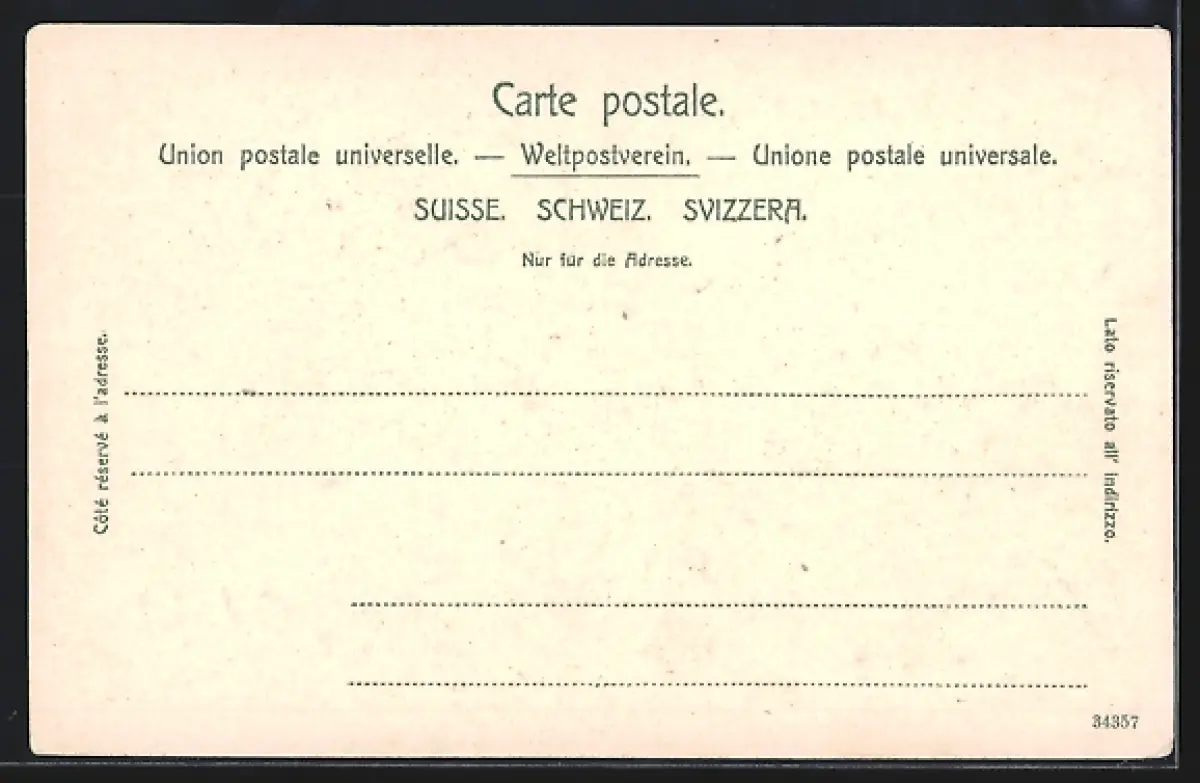 Carte postale.
Union postale universelle. — Weltpostverein. — Unione postale universale.
SUISSE. SCHWEIZ. SVIZZERA.
Nur für die Adresse.
Côté réservé à l'adresse.
Lato riservato all' indirizzo.
34357